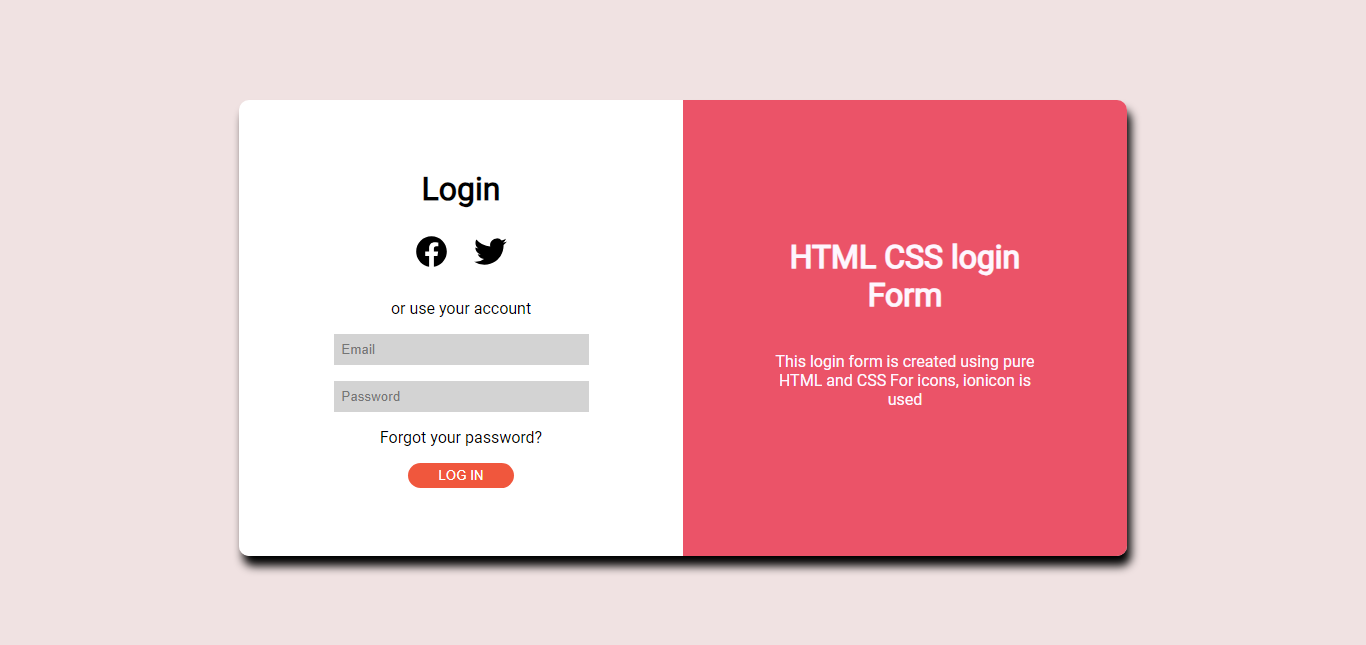 Login
or use your account
Email
Password
Forgot your password?
LOG IN
HTML CSS login
Form
This login form is created using pure
HTML and CSS For icons, ionicon is
used